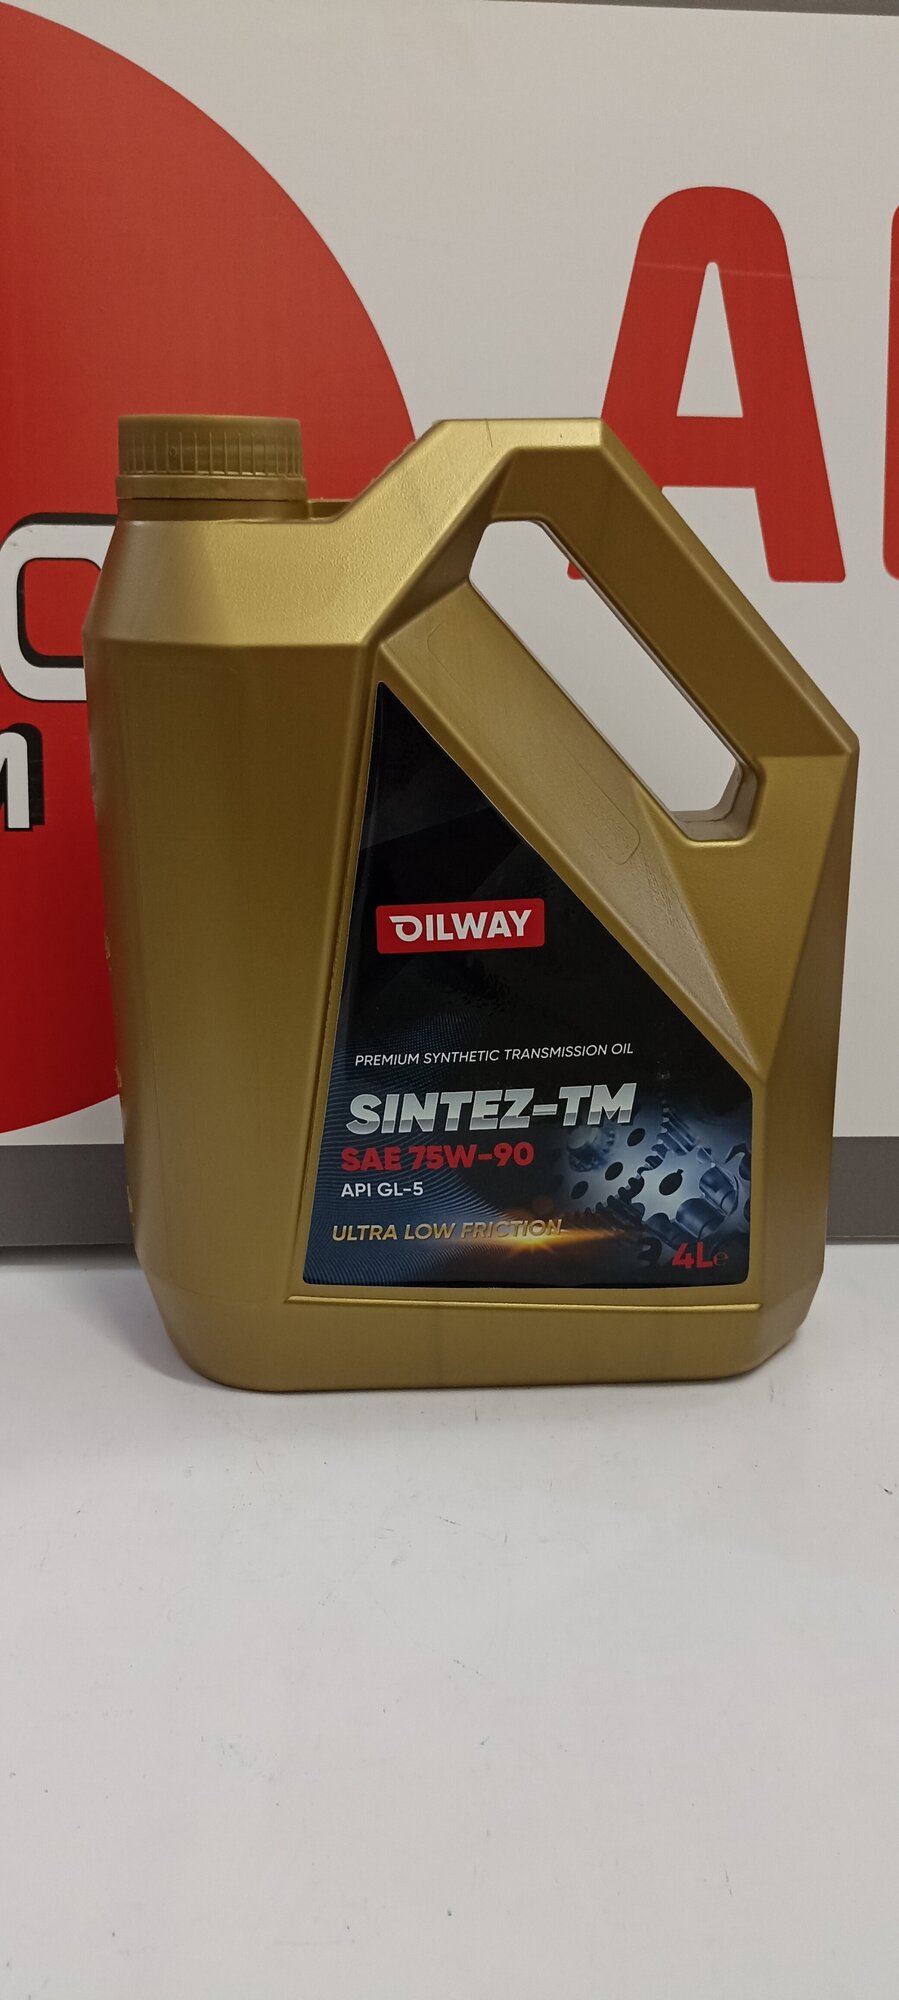 OILWAY
PREMIUM SYNTHETIC TRANSMISSION OIL
SINTEZ-TM
SAE 75W-90
API GL-5
ULTRA LOW FRICTION
4L e